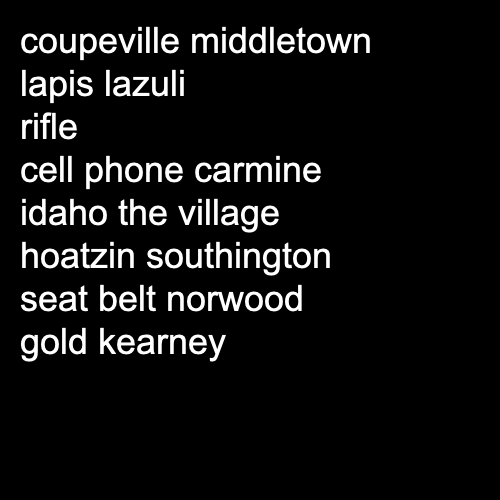 coupeville middletown
lapis lazuli
rifle
cell phone carmine
idaho the village
hoatzin southington
seat belt norwood
gold kearney